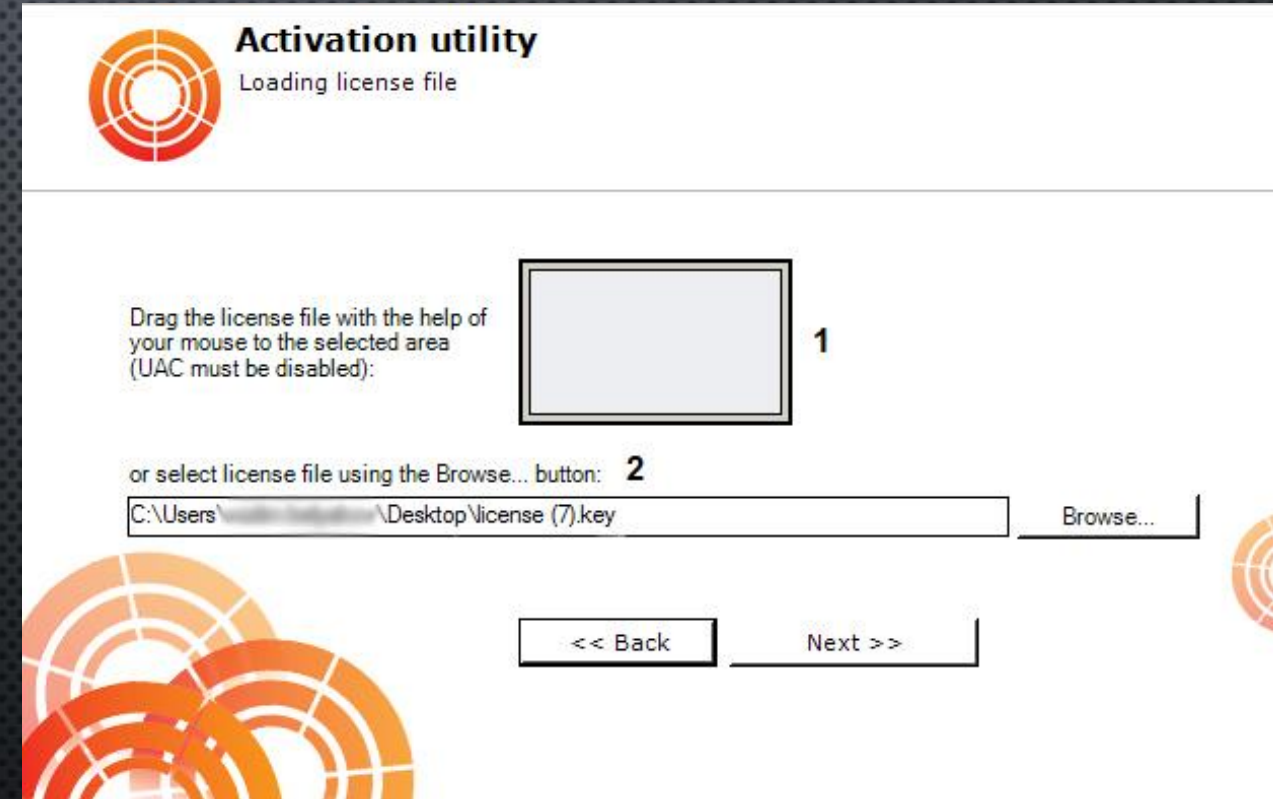 Activation utility
Loading license file
Drag the license file with the help of
your mouse to the selected area
(UAC must be disabled):
1
or select license file using the Browse... button: 2
C:\Users\ \Desktop\license (7).key
Browse...
<< Back
Next >>